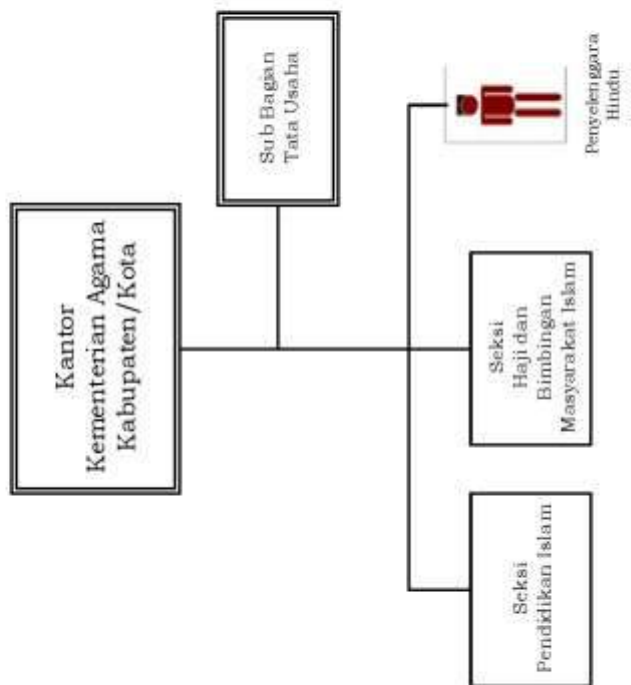 Kantor
Kementerian Agama
Kabupaten/Kota
Sub Bagian
Tata Usaha
Seksi
Pendidikan Islam
Seksi
Haji dan
Bimbingan
Masyarakat Islam
Penyelenggara
Hindu